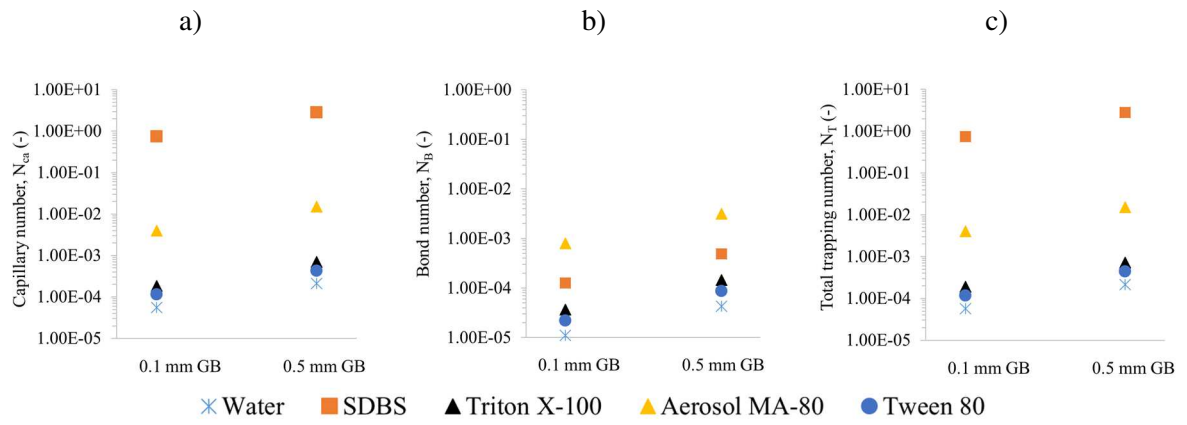 a)
Capillary number, Nca (-)
1.00E+01
1.00E+00
1.00E-01
1.00E-02
1.00E-03
1.00E-04
1.00E-05
0.1 mm GB
0.5 mm GB
b)
Bond number, NB (-)
1.00E+00
1.00E-01
1.00E-02
1.00E-03
1.00E-04
1.00E-05
0.1 mm GB
0.5 mm GB
c)
Total trapping number, NT (-)
1.00E+01
1.00E+00
1.00E-01
1.00E-02
1.00E-03
1.00E-04
1.00E-05
0.1 mm GB
0.5 mm GB
Water SDBS Triton X-100 Aerosol MA-80 Tween 80